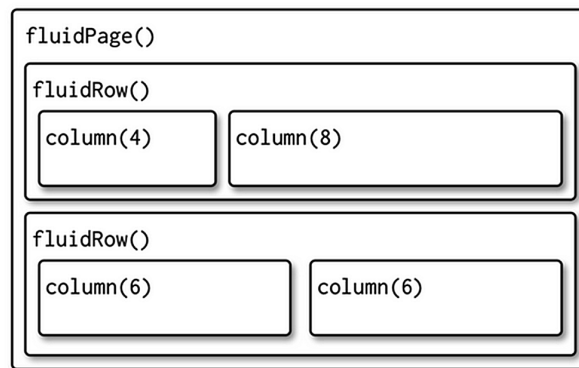 fluidPage()
fluidRow()
column(4) column(8)
fluidRow()
column(6) column(6)